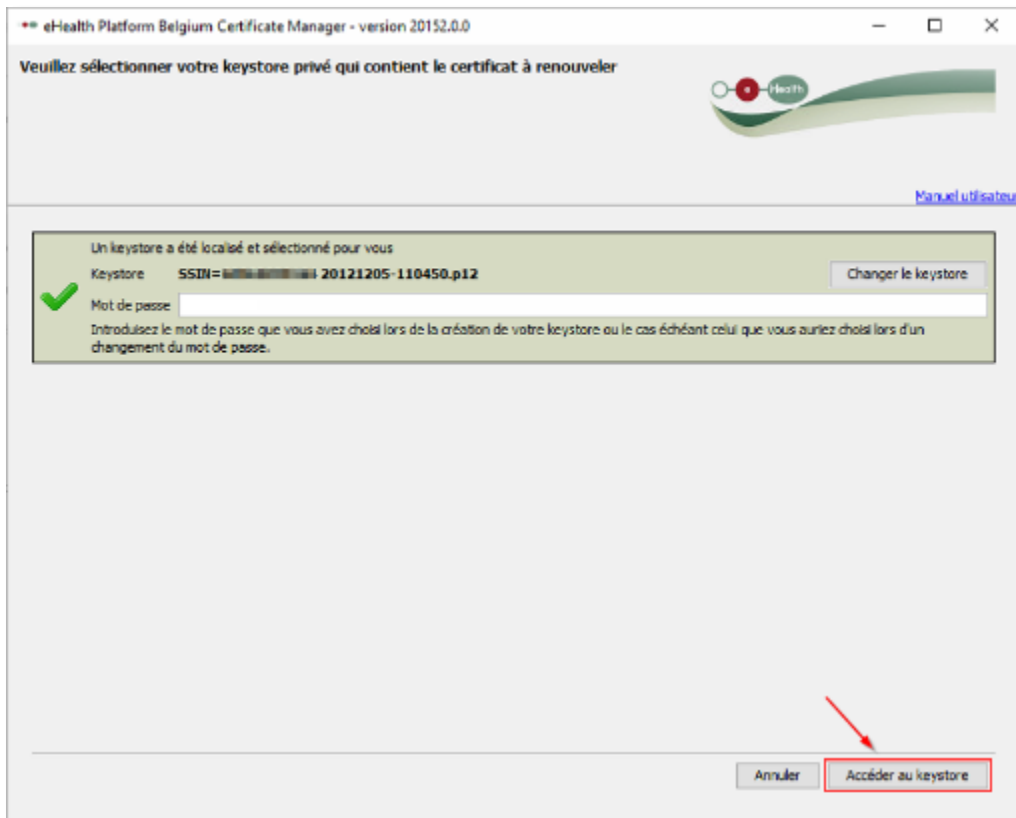 eHealth Platform Belgium Certificate Manager - version 20152.0.0
Veuillez sélectionner votre keystore privé qui contient le certificat à renouveler
e Health
Manuel utilisateur
Un keystore a été localisé et sélectionné pour vous
Keystore SSIN= 20121205-110450.p12 Changer le keystore
Mot de passe
Introduisez le mot de passe que vous avez choisi lors de la création de votre keystore ou le cas échéant celui que vous auriez choisi lors d'un
changement du mot de passe.
Annuler Accéder au keystore